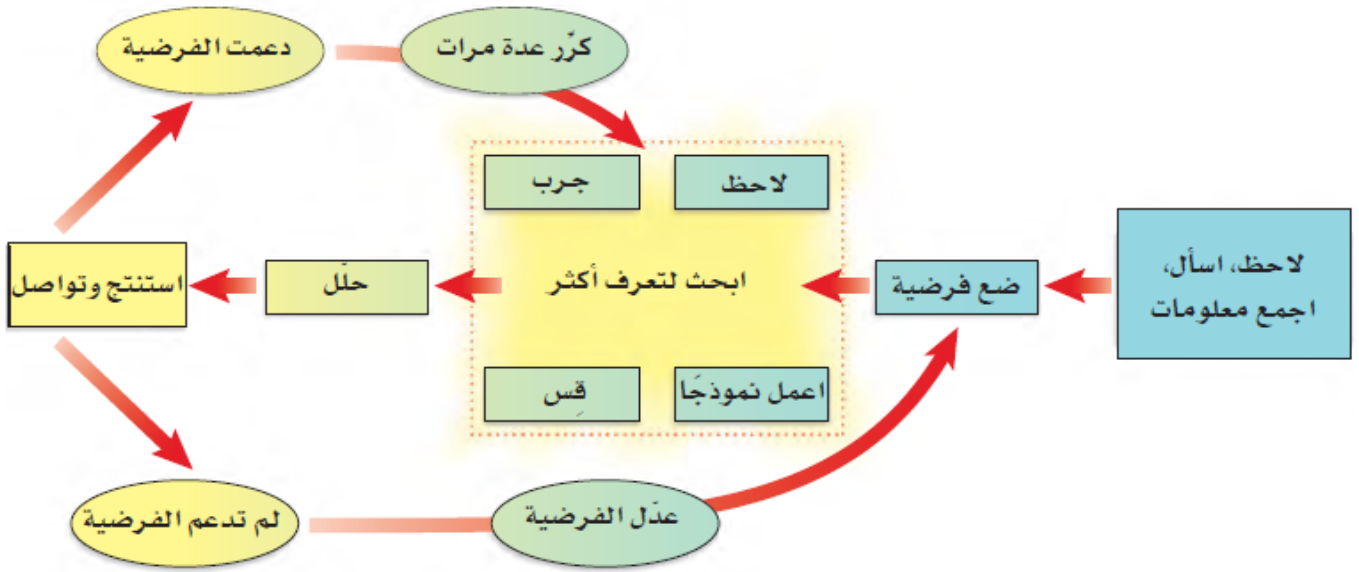 دعمت الفرضية
كرّر عدة مرات
لاحظ
جرب
لاحظ، اسأل،
اجمع معلومات
ضع فرضية
ابحث لتعرف أكثر
حلّل
استنتج وتواصل
اعمل نموذجًا
قِس
عدّل الفرضية
لم تدعم الفرضية